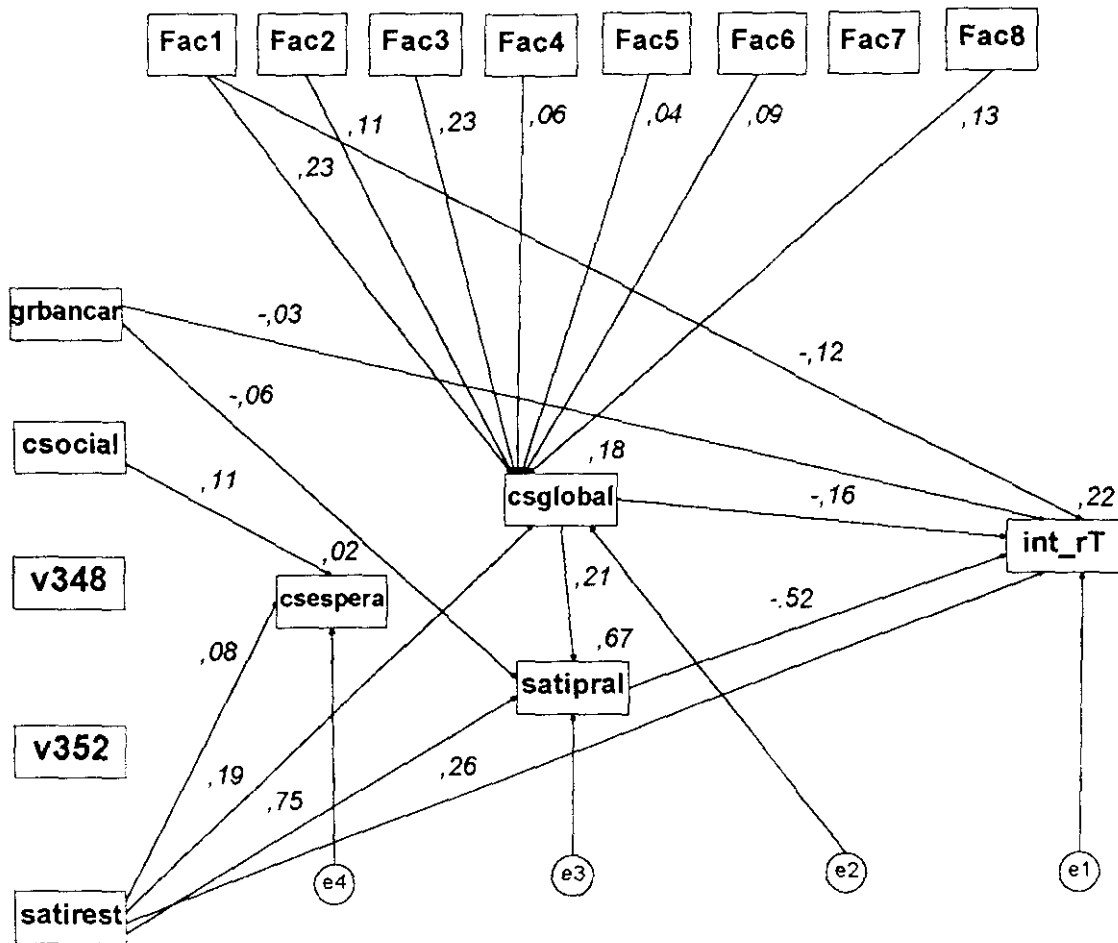 Fac1 Fac2 Fac3 Fac4 Fac5 Fac6 Fac7 Fac8
,11 ,23 ,06 ,04 ,09 ,13
,23
grbancar
-,03
-,12
-,06
csocial
,11
,18
csglobal
-,16
,22
int_rT
,02
v348
csespera
,21
-.52
,08
,67
satipral
v352
,19
,75
,26
e4 e3 e2 e1
satirest